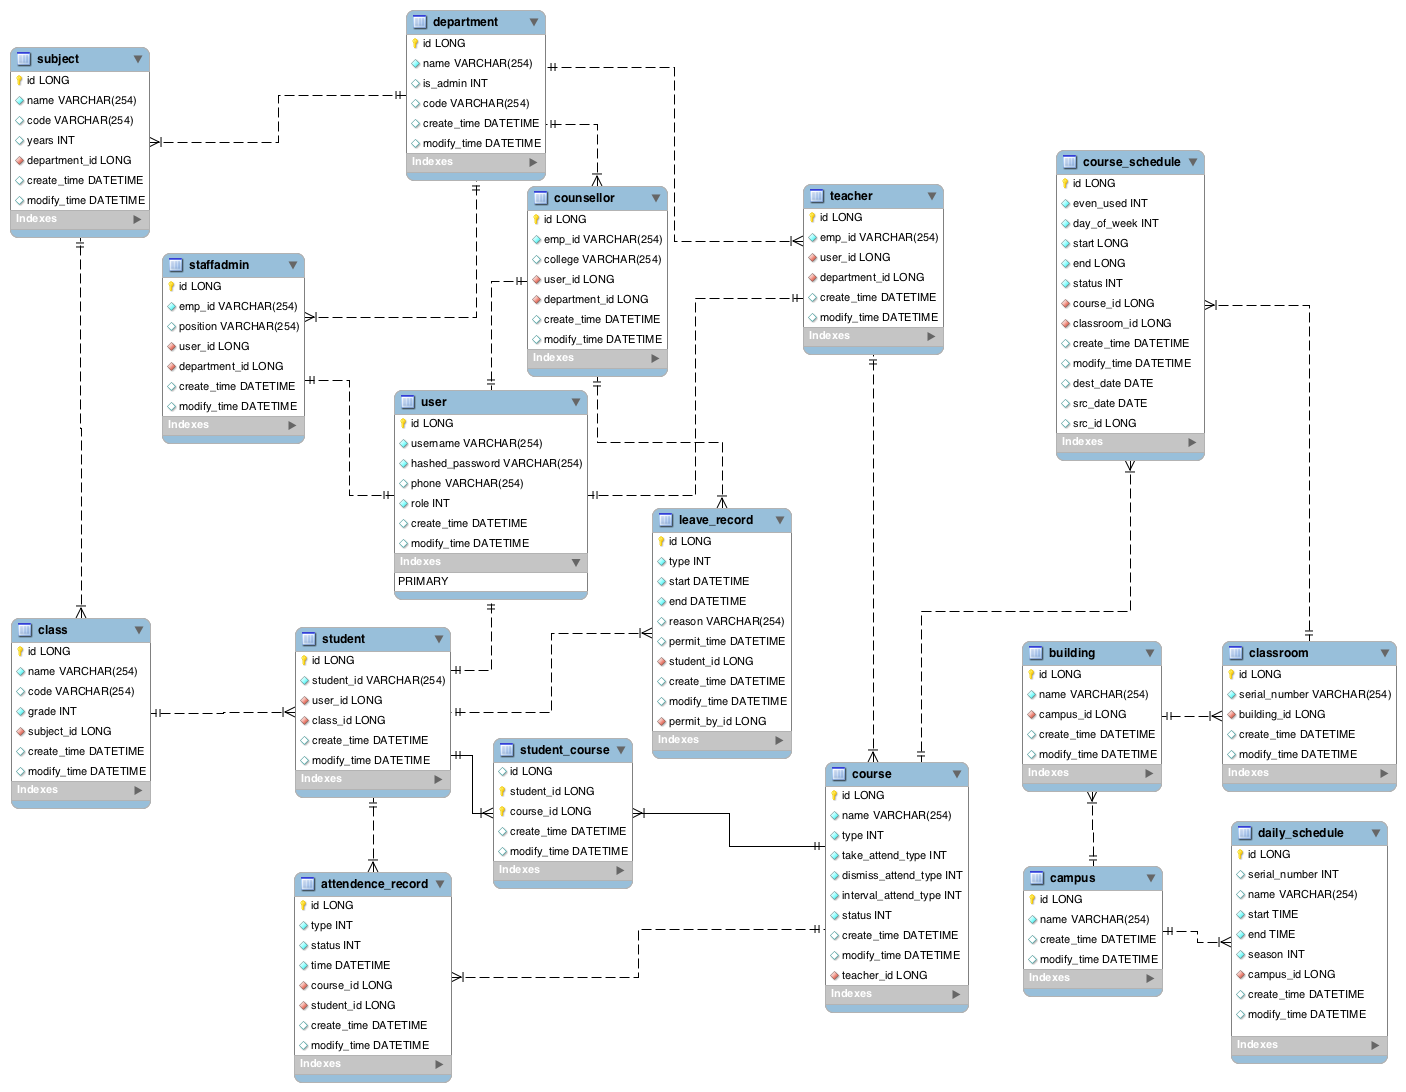 department
id LONG
name VARCHAR(254)
is_admin INT
code VARCHAR(254)
create_time DATETIME
modify_time DATETIME
Indexes
subject
id LONG
name VARCHAR(254)
code VARCHAR(254)
years INT
department_id LONG
create_time DATETIME
modify_time DATETIME
Indexes
counsellor
id LONG
emp_id VARCHAR(254)
college VARCHAR(254)
user_id LONG
department_id LONG
create_time DATETIME
modify_time DATETIME
Indexes
teacher
id LONG
emp_id VARCHAR(254)
user_id LONG
department_id LONG
create_time DATETIME
modify_time DATETIME
Indexes
course_schedule
id LONG
even_used INT
day_of_week INT
start LONG
end LONG
status INT
course_id LONG
classroom_id LONG
create_time DATETIME
modify_time DATETIME
dest_date DATE
src_date DATE
src_id LONG
Indexes
staffadmin
id LONG
emp_id VARCHAR(254)
position VARCHAR(254)
user_id LONG
department_id LONG
create_time DATETIME
modify_time DATETIME
Indexes
user
id LONG
username VARCHAR(254)
hashed_password VARCHAR(254)
phone VARCHAR(254)
role INT
create_time DATETIME
modify_time DATETIME
Indexes
PRIMARY
leave_record
id LONG
type INT
start DATETIME
end DATETIME
reason VARCHAR(254)
permit_time DATETIME
student_id LONG
create_time DATETIME
modify_time DATETIME
permit_by_id LONG
Indexes
class
id LONG
name VARCHAR(254)
code VARCHAR(254)
grade INT
subject_id LONG
create_time DATETIME
modify_time DATETIME
Indexes
student
id LONG
student_id VARCHAR(254)
user_id LONG
class_id LONG
create_time DATETIME
modify_time DATETIME
Indexes
student_course
id LONG
student_id LONG
course_id LONG
create_time DATETIME
modify_time DATETIME
Indexes
building
id LONG
name VARCHAR(254)
campus_id LONG
create_time DATETIME
modify_time DATETIME
Indexes
classroom
id LONG
serial_number VARCHAR(254)
building_id LONG
create_time DATETIME
modify_time DATETIME
Indexes
course
id LONG
name VARCHAR(254)
type INT
take_attend_type INT
dismiss_attend_type INT
interval_attend_type INT
status INT
create_time DATETIME
modify_time DATETIME
teacher_id LONG
Indexes
attendence_record
id LONG
type INT
status INT
time DATETIME
course_id LONG
student_id LONG
create_time DATETIME
modify_time DATETIME
Indexes
campus
id LONG
name VARCHAR(254)
create_time DATETIME
modify_time DATETIME
Indexes
daily_schedule
id LONG
serial_number INT
name VARCHAR(254)
start TIME
end TIME
season INT
campus_id LONG
create_time DATETIME
modify_time DATETIME
Indexes